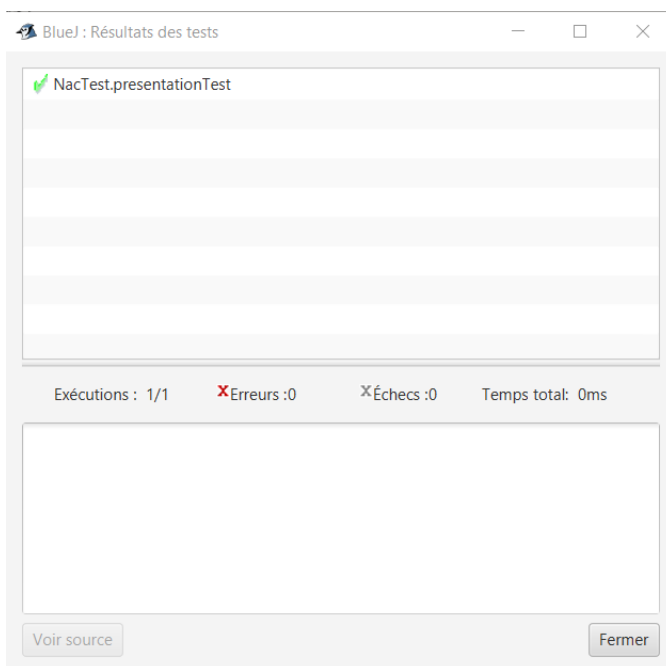 BlueJ : Résultats des tests
NacTest.presentationTest
Exécutions : 1/1 Erreurs :0 Échecs :0 Temps total: 0ms
Voir source Fermer